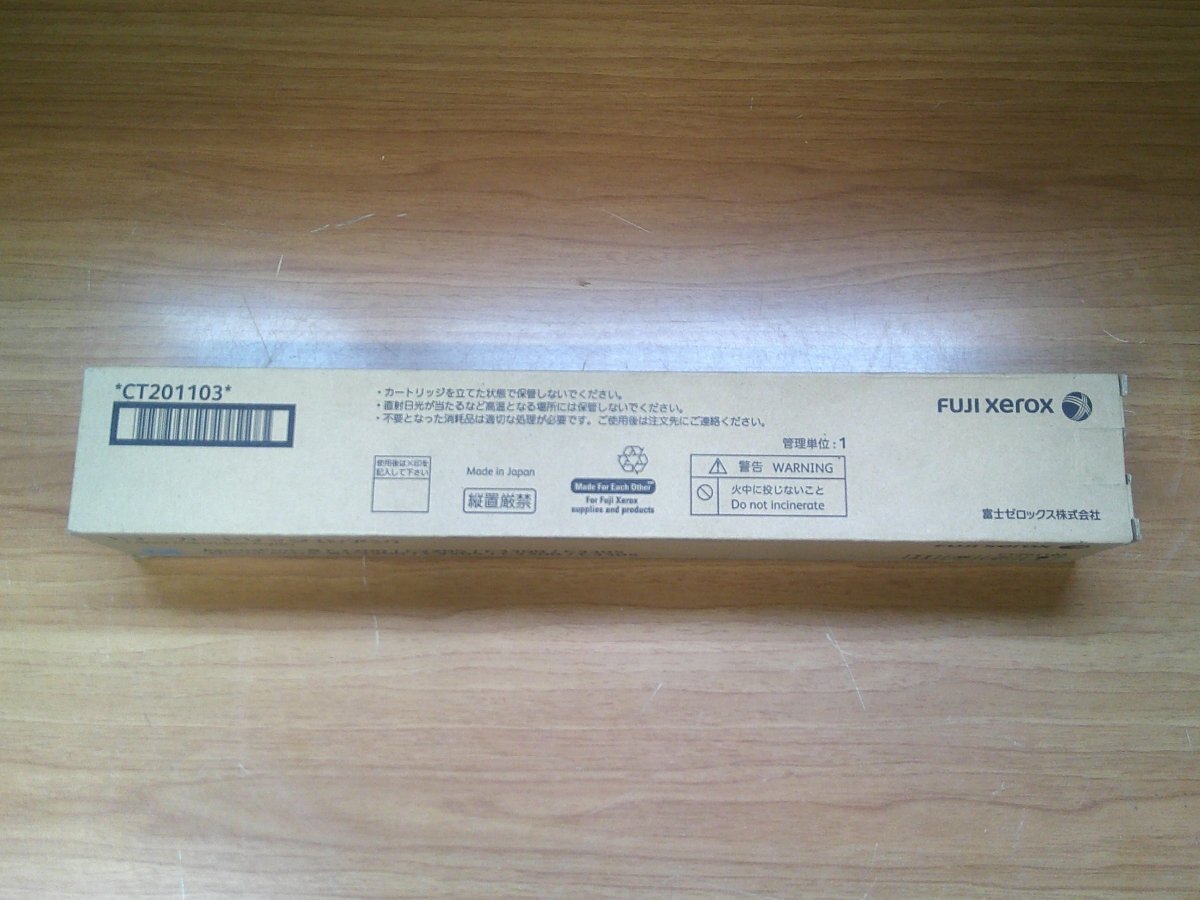 *CT201103*
・カートリッジを立てた状態で保管しないでください。
・直射日光が当たるなど高温となる場所には保管しないでください。
・不要となった消耗品は適切な処理が必要です。ご使用後は注文先にご連絡ください。
FUJI xerox
管理単位:1
使用後は×印を
記入して下さい
Made in Japan
縦置厳禁
Made For Each Other™
For Fuji Xerox
supplies and products
警告 WARNING
火中に投じないこと
Do not incinerate
富士ゼロックス株式会社
FUJI xerox